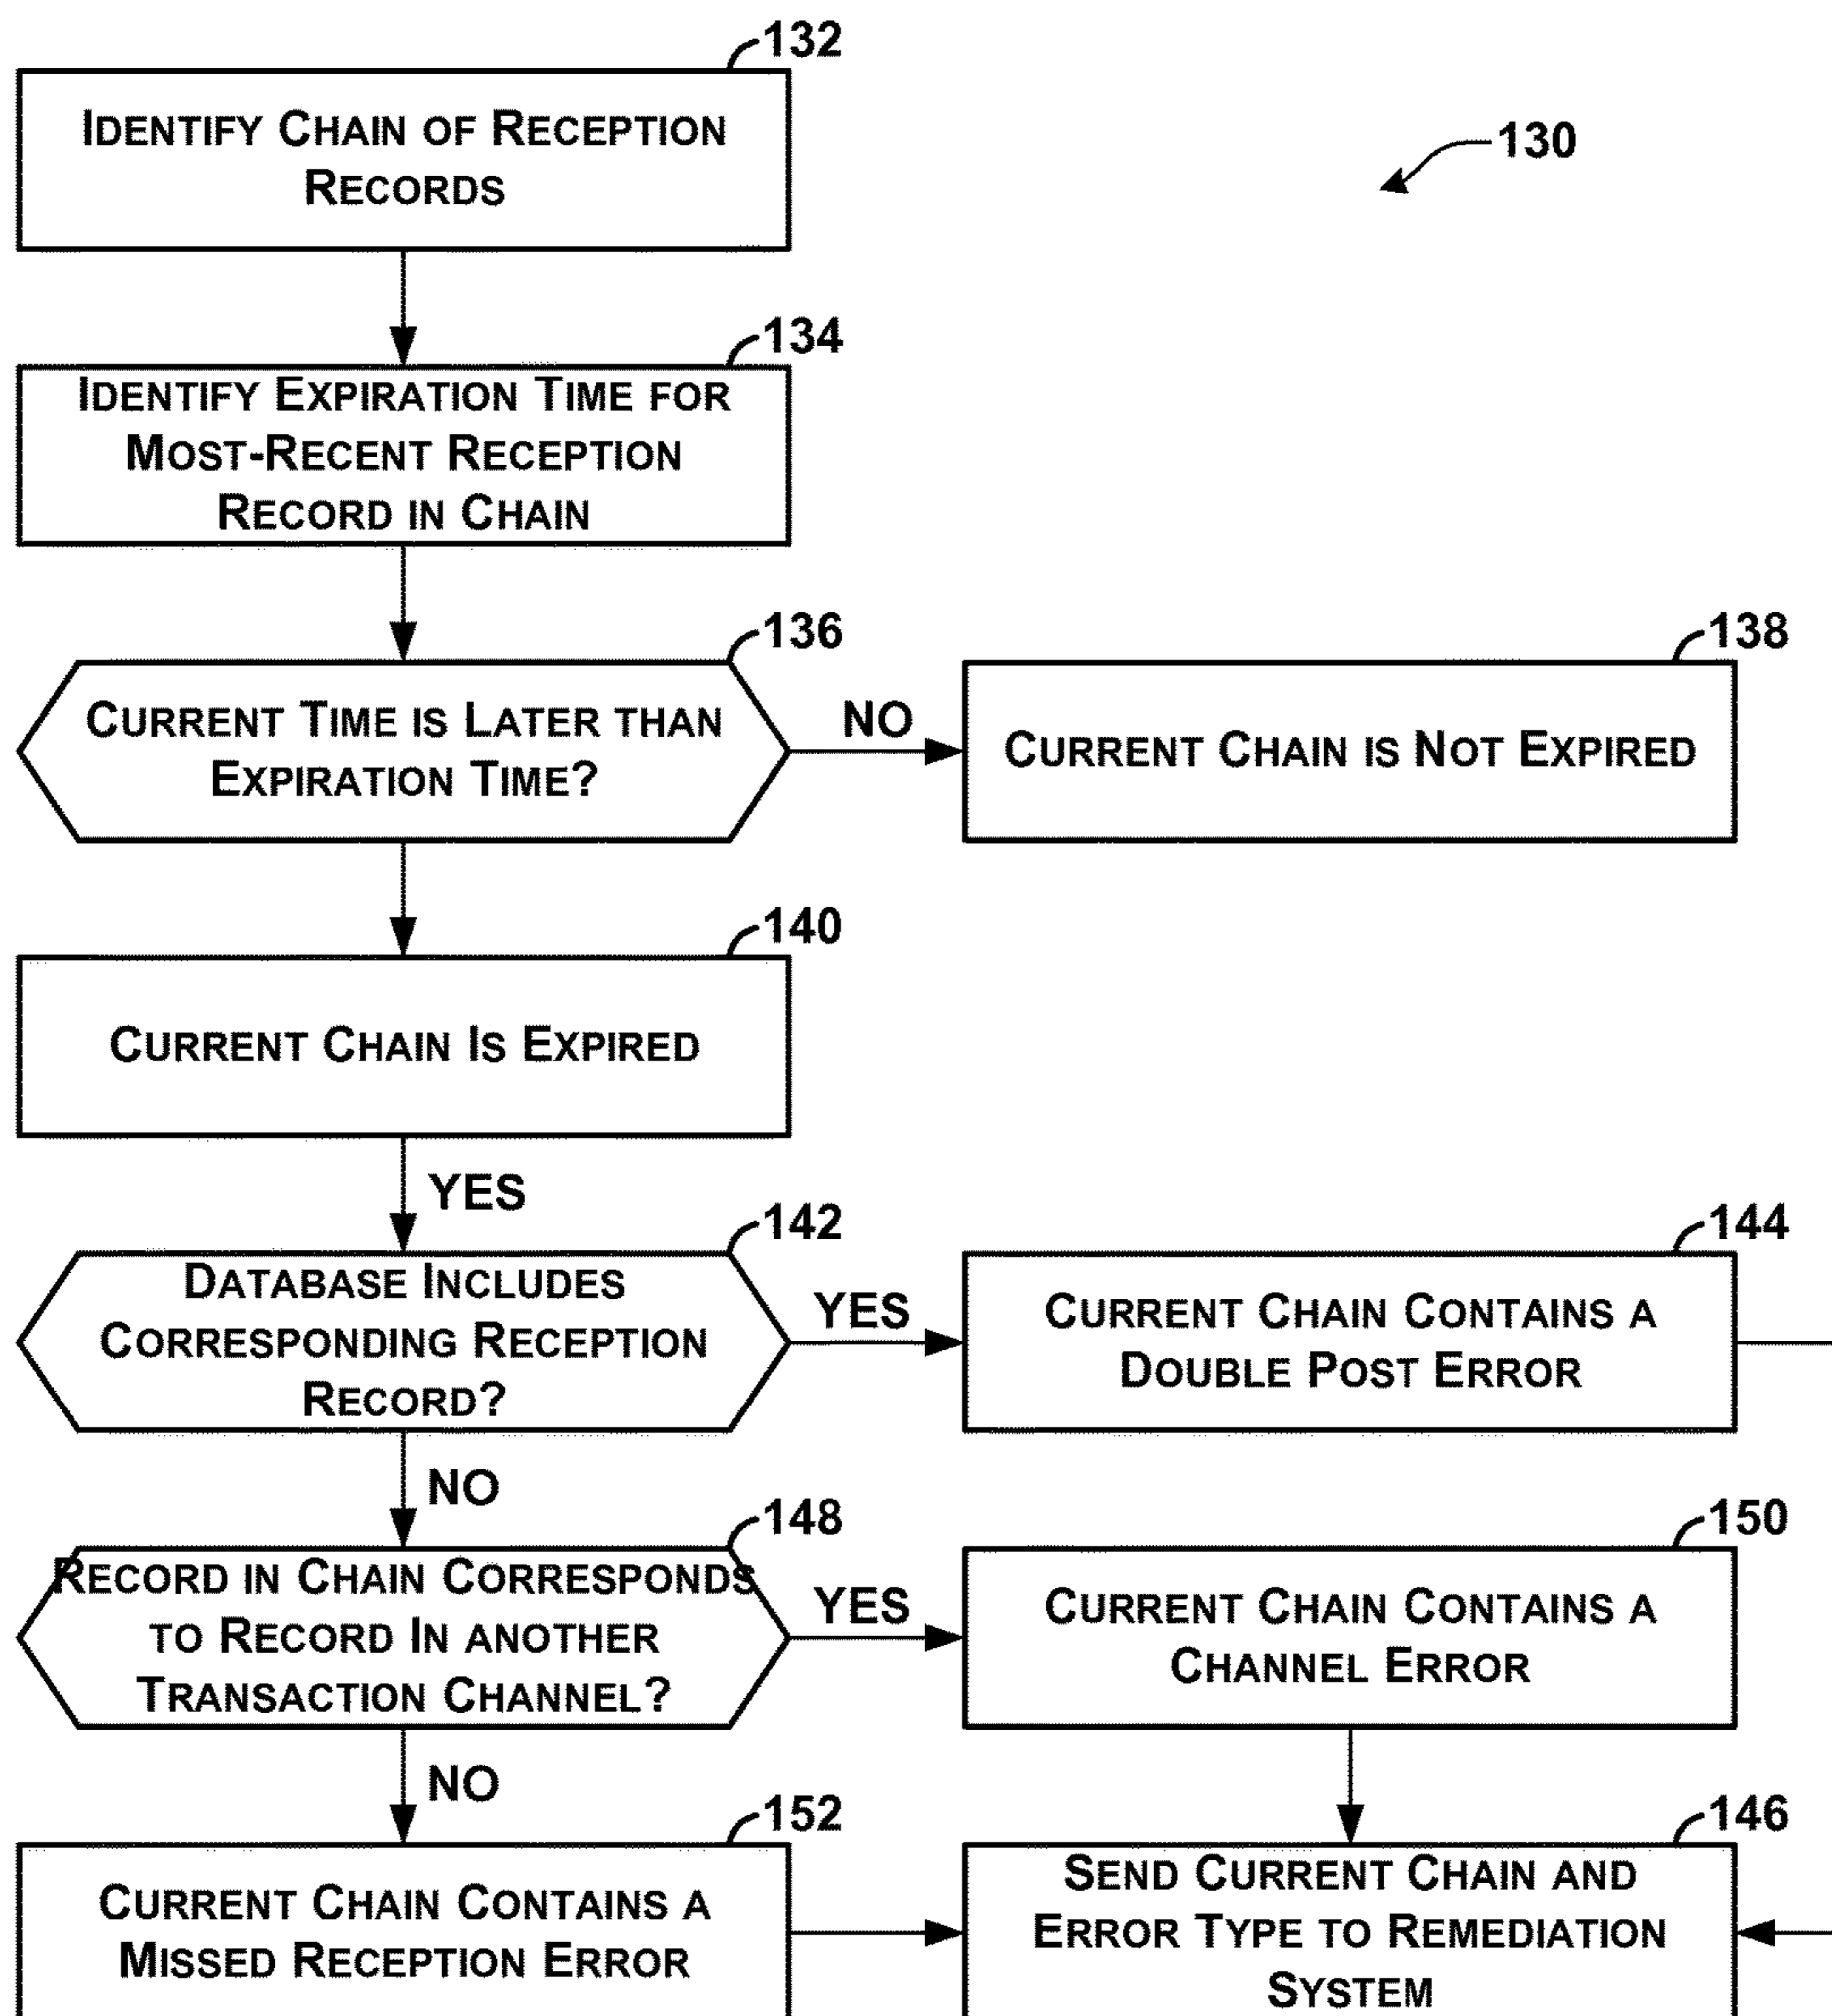 132
IDENTIFY CHAIN OF RECEPTION
RECORDS
130
134
IDENTIFY EXPIRATION TIME FOR
MOST-RECENT RECEPTION
RECORD IN CHAIN
136
CURRENT TIME IS LATER THAN
EXPIRATION TIME?
NO
138
CURRENT CHAIN IS NOT EXPIRED
140
CURRENT CHAIN IS EXPIRED
YES
142
DATABASE INCLUDES
CORRESPONDING RECEPTION
RECORD?
YES
144
CURRENT CHAIN CONTAINS A
DOUBLE POST ERROR
NO
148
RECORD IN CHAIN CORRESPONDS
TO RECORD IN ANOTHER
TRANSACTION CHANNEL?
YES
150
CURRENT CHAIN CONTAINS A
CHANNEL ERROR
NO
152
CURRENT CHAIN CONTAINS A
MISSED RECEPTION ERROR
146
SEND CURRENT CHAIN AND
ERROR TYPE TO REMEDIATION
SYSTEM